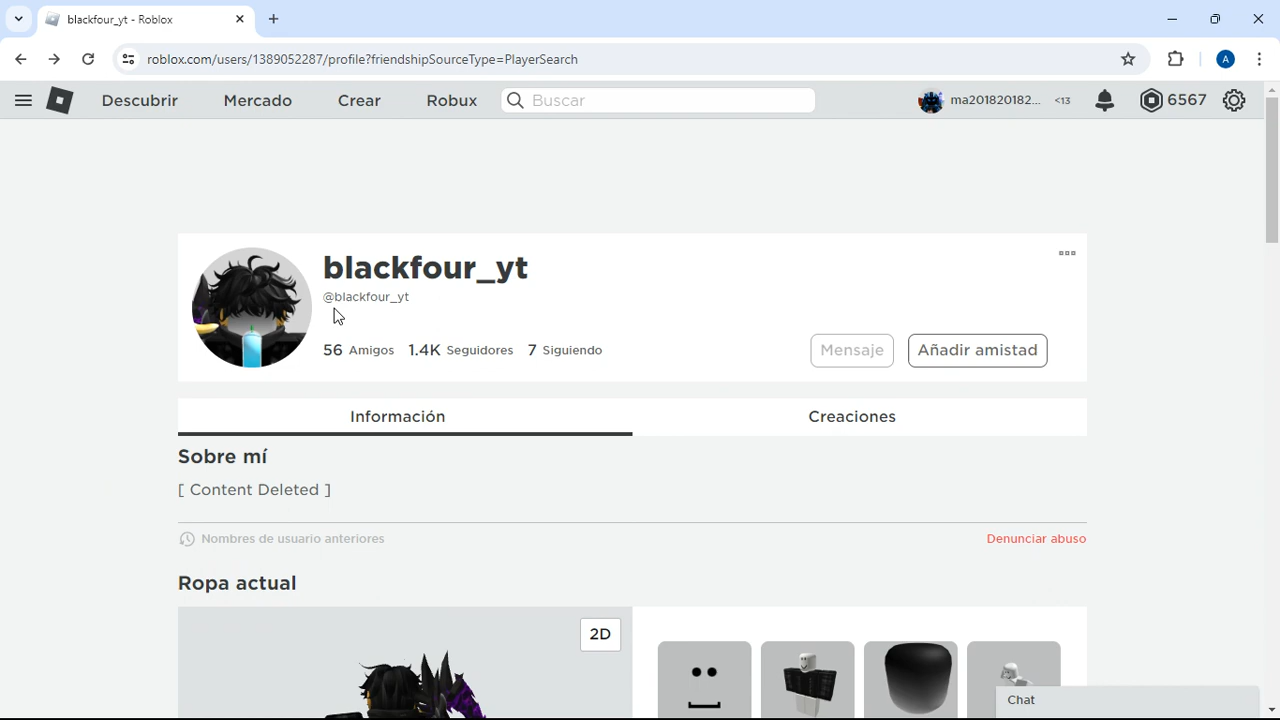 blackfour_yt - Roblox
roblox.com/users/1389052287/profile?friendshipSourceType=PlayerSearch
A
Descubrir
Mercado
Crear
Robux
Buscar
ma201820182...
<13
6567
blackfour_yt
@blackfour_yt
56 Amigos 1.4K Seguidores 7 Siguiendo
Mensaje
Añadir amistad
Información
Creaciones
Sobre mí
[ Content Deleted ]
Nombres de usuario anteriores
Denunciar abuso
Ropa actual
2D
Chat